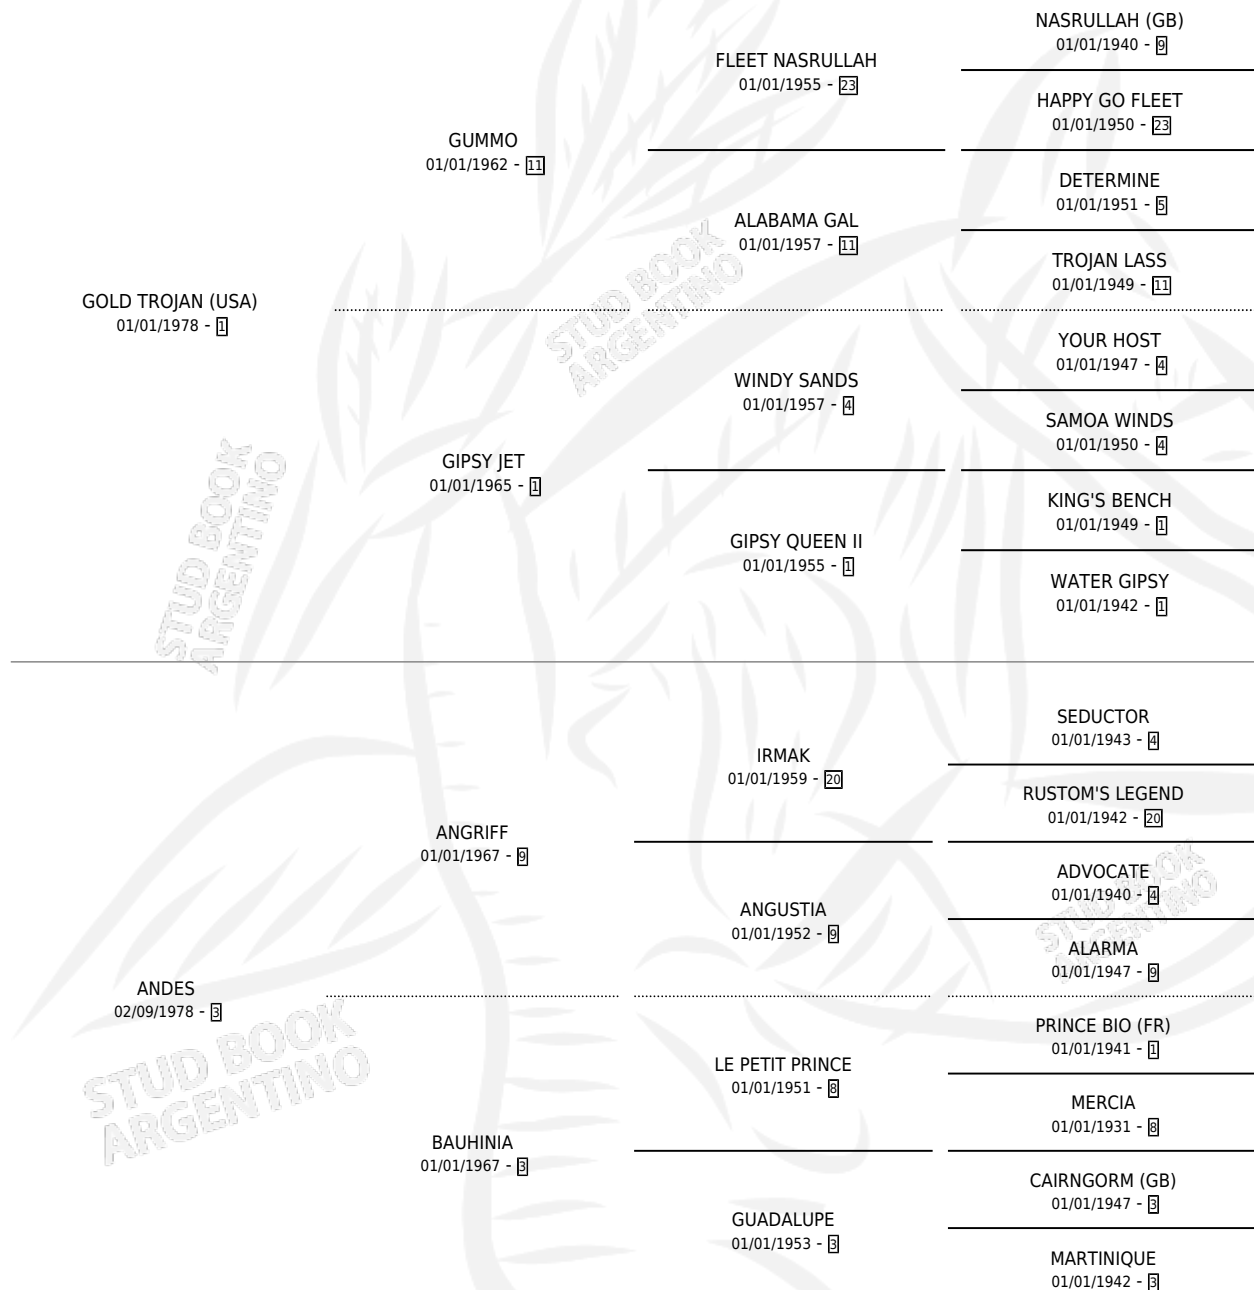 NASRULLAH (GB)
01/01/1940 - 9
FLEET NASRULLAH
01/01/1955 - 23
HAPPY GO FLEET
01/01/1950 - 23
GUMMO
01/01/1962 - 11
DETERMINE
01/01/1951 - 5
ALABAMA GAL
01/01/1957 - 11
TROJAN LASS
01/01/1949 - 11
GOLD TROJAN (USA)
01/01/1978 - 1
YOUR HOST
01/01/1947 - 4
WINDY SANDS
01/01/1957 - 4
SAMOA WINDS
01/01/1950 - 4
GIPSY JET
01/01/1965 - 1
KING'S BENCH
01/01/1949 - 1
GIPSY QUEEN II
01/01/1955 - 1
WATER GIPSY
01/01/1942 - 1
SEDUCTOR
01/01/1943 - 4
IRMAK
01/01/1959 - 20
RUSTOM'S LEGEND
01/01/1942 - 20
ANGRIFF
01/01/1967 - 9
ADVOCATE
01/01/1940 - 4
ANGUSTIA
01/01/1952 - 9
ALARMA
01/01/1947 - 9
ANDES
02/09/1978 - 3
PRINCE BIO (FR)
01/01/1941 - 1
LE PETIT PRINCE
01/01/1951 - 8
MERCIA
01/01/1931 - 8
BAUHINIA
01/01/1967 - 3
CAIRNGORM (GB)
01/01/1947 - 3
GUADALUPE
01/01/1953 - 3
MARTINIQUE
01/01/1942 - 3
STUD BOOK
ARGENTINO
STUD BOOK
ARGENTINO
STUD BOOK
ARGENTINO
STUD BOOK
ARGENTINO